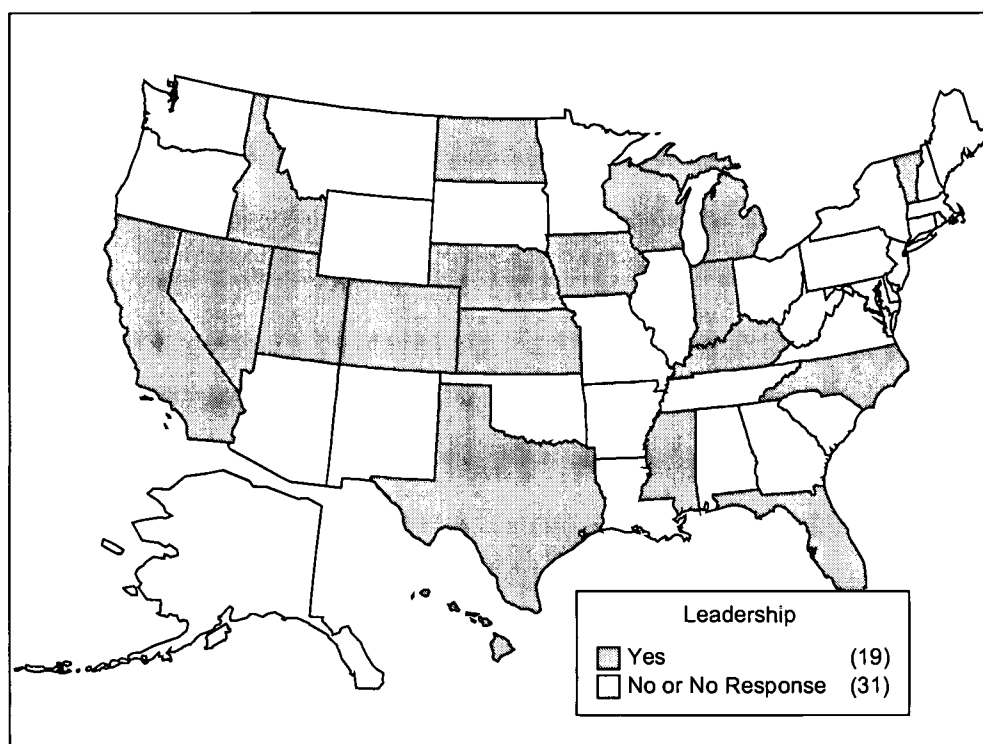 Leadership
Yes (19)
No or No Response (31)